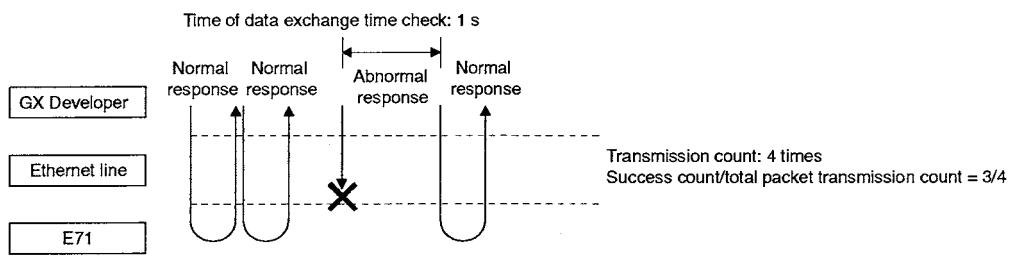 Time of data exchange time check: 1 s
Normal response
Normal response
Abnormal response
Normal response
GX Developer
Ethernet line
E71
Transmission count: 4 times
Success count/total packet transmission count = 3/4